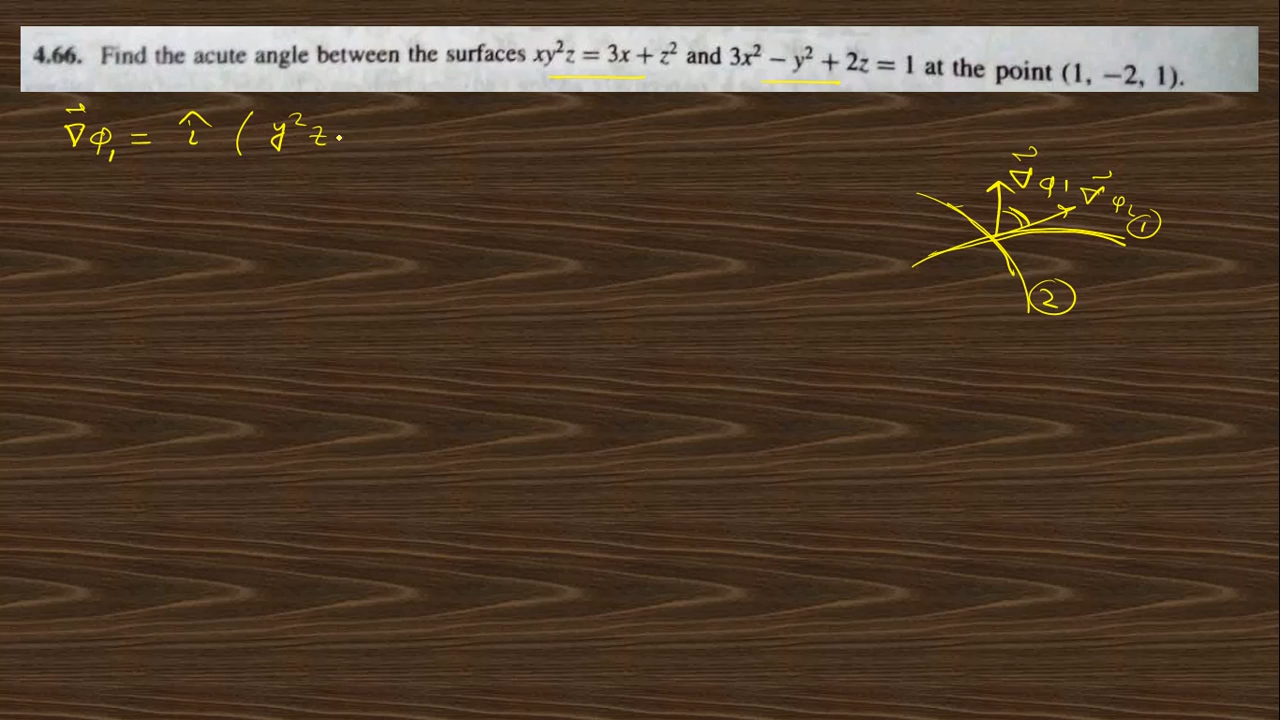 4.66. Find the acute angle between the surfaces xy²z = 3x + z² and 3x² − y² + 2z = 1 at the point (1, −2, 1).
∇⃗φ₁ = î ( y²z
∇⃗φ₁ ∇⃗φ₂
①
②